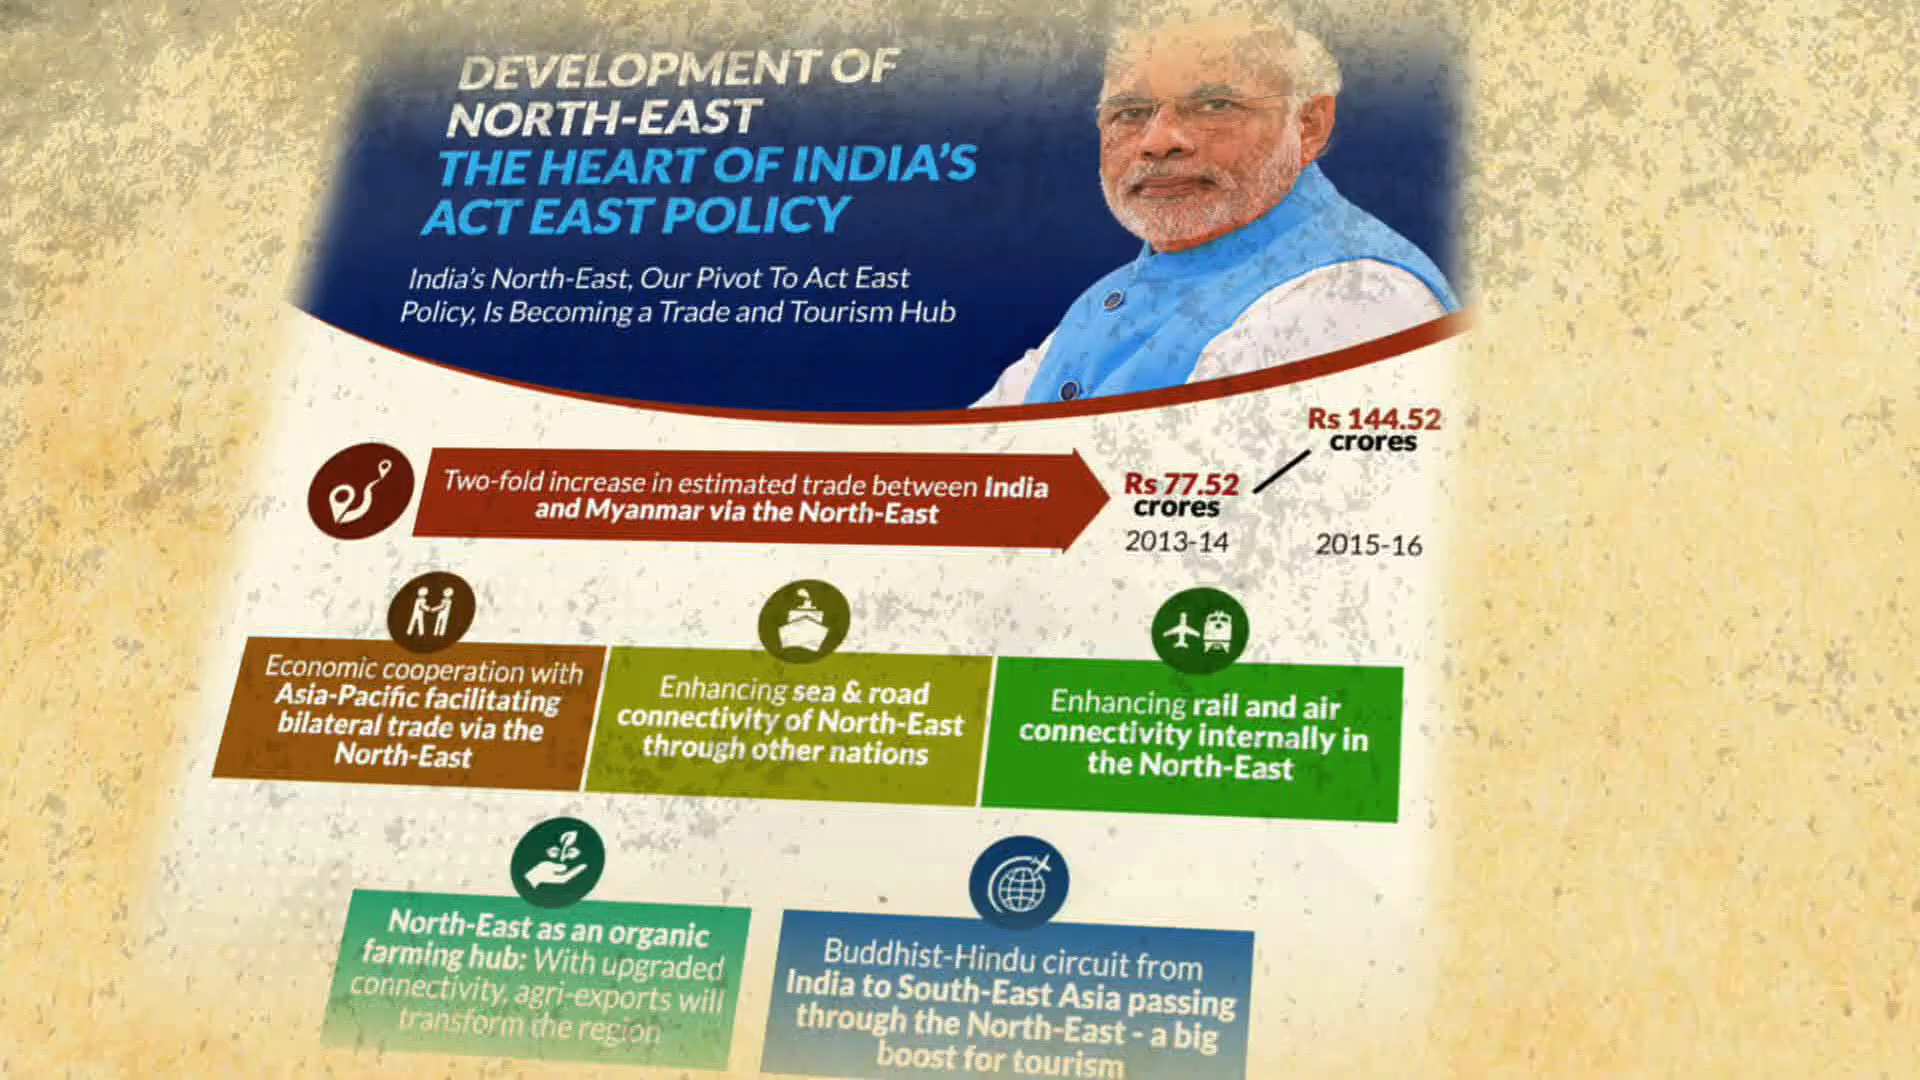 DEVELOPMENT OF
NORTH-EAST
THE HEART OF INDIA'S
ACT EAST POLICY
India's North-East, Our Pivot To Act East
Policy, Is Becoming a Trade and Tourism Hub
Two-fold increase in estimated trade between India
and Myanmar via the North-East
Rs 77.52
crores
2013-14
Rs 144.52
crores
2015-16
Economic cooperation with
Asia-Pacific facilitating
bilateral trade via the
North-East
Enhancing sea & road
connectivity of North-East
through other nations
Enhancing rail and air
connectivity internally in
the North-East
North-East as an organic
farming hub: With upgraded
connectivity, agri-exports will
transform the region
Buddhist-Hindu circuit from
India to South-East Asia passing
through the North-East - a big
boost for tourism